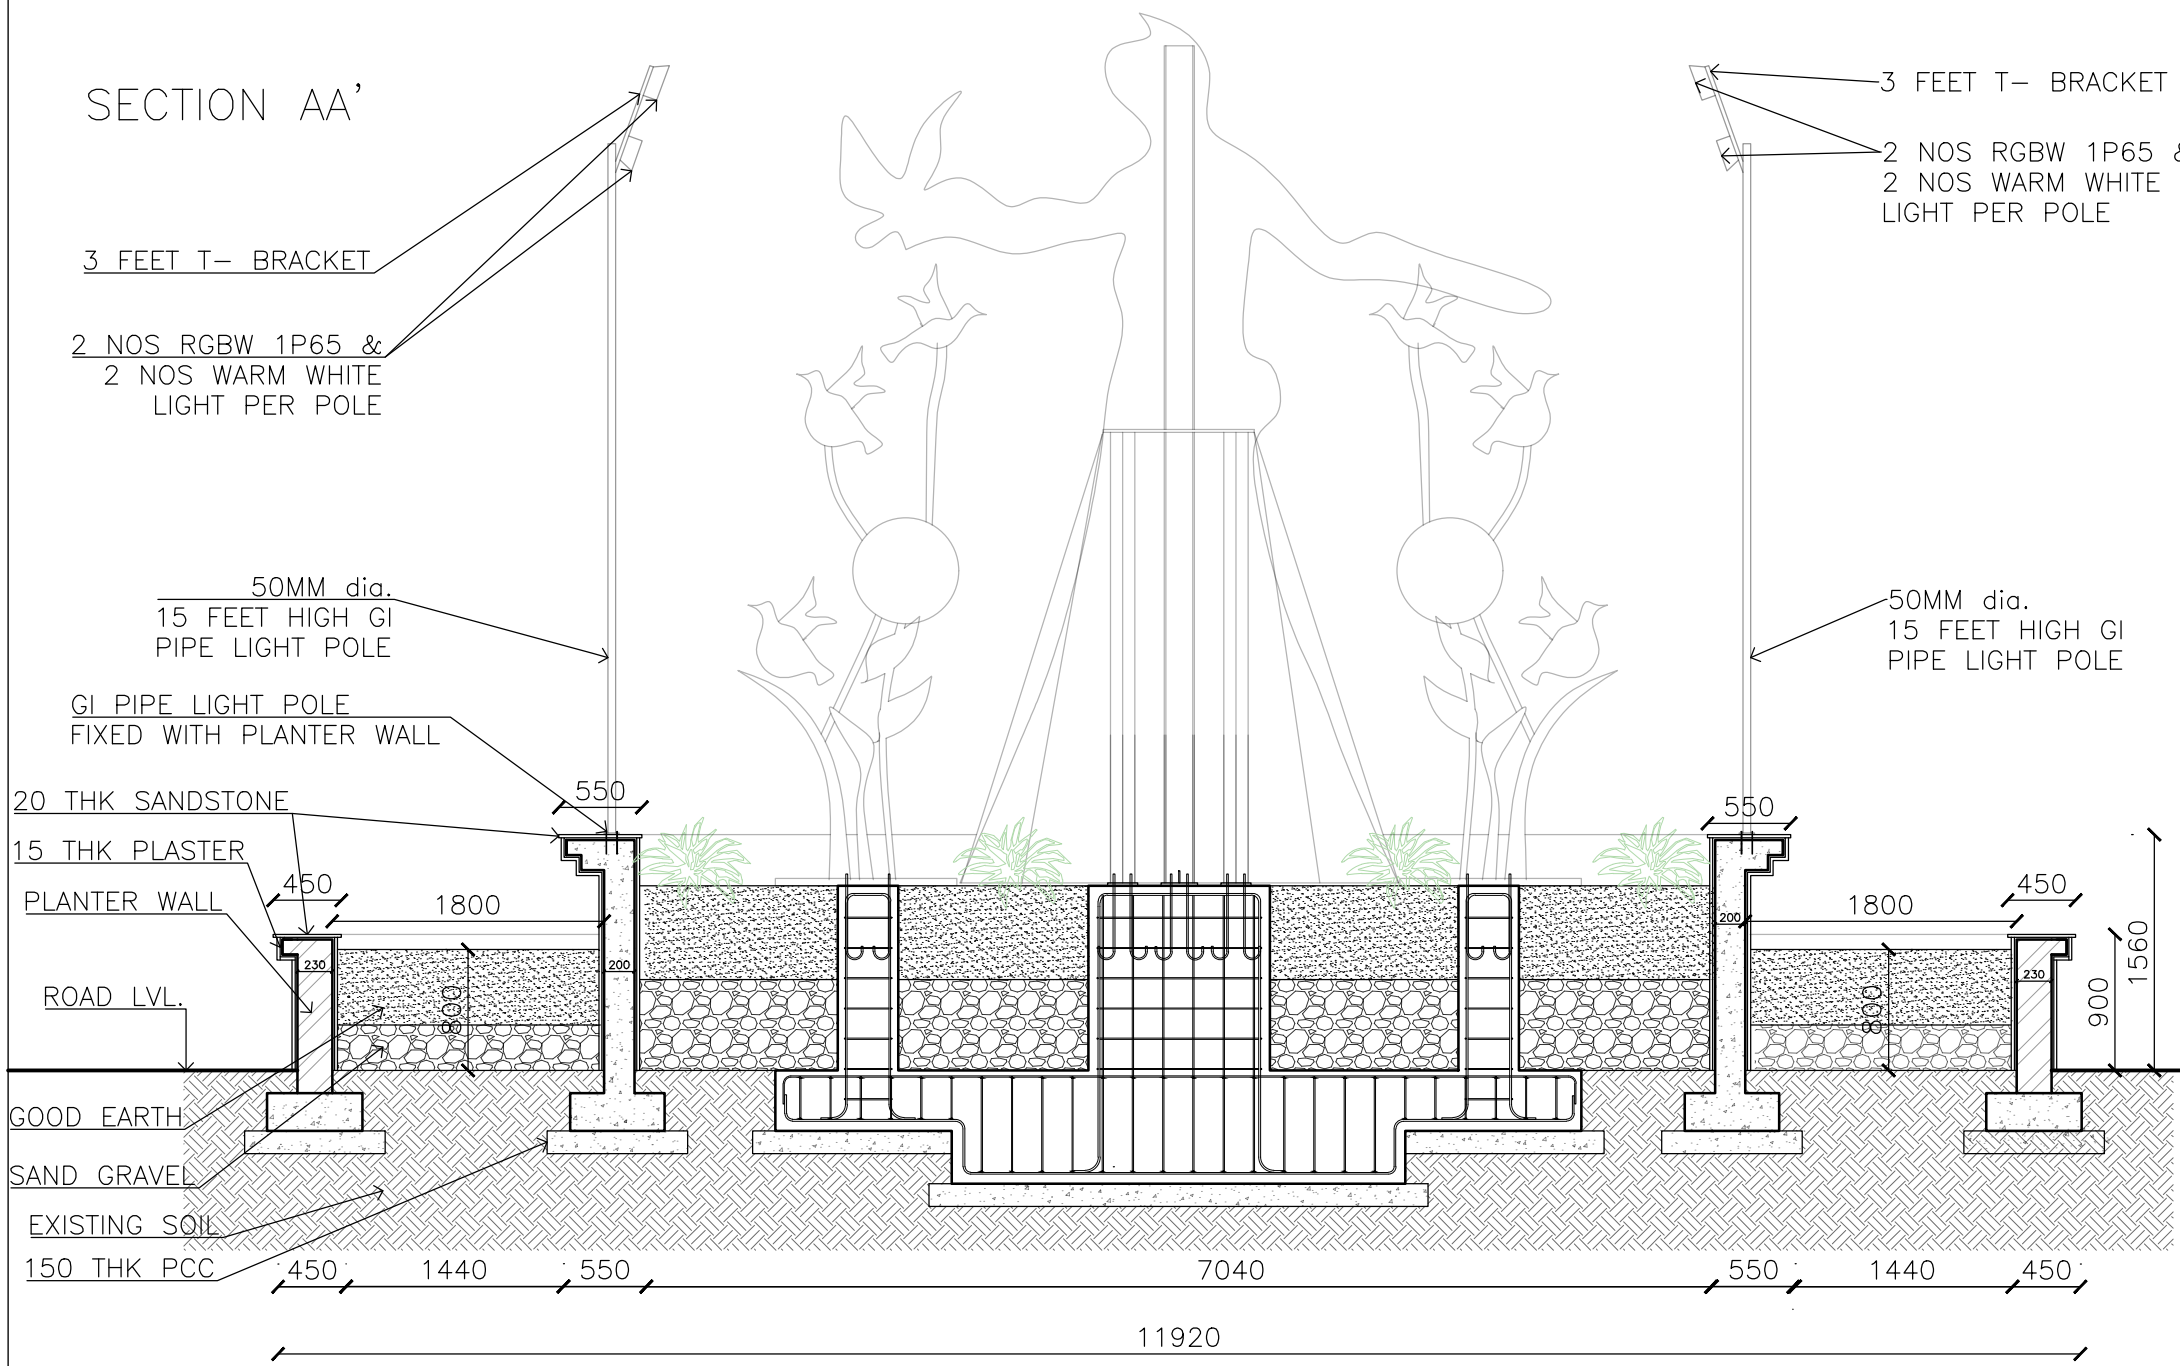 SECTION AA'
3 FEET T- BRACKET
2 NOS RGBW 1P65 &
2 NOS WARM WHITE
LIGHT PER POLE
3 FEET T- BRACKET
2 NOS RGBW 1P65 &
2 NOS WARM WHITE
LIGHT PER POLE
50MM dia.
15 FEET HIGH GI
PIPE LIGHT POLE
50MM dia.
15 FEET HIGH GI
PIPE LIGHT POLE
GI PIPE LIGHT POLE
FIXED WITH PLANTER WALL
20 THK SANDSTONE
15 THK PLASTER
PLANTER WALL
ROAD LVL.
GOOD EARTH
SAND GRAVEL
EXISTING SOIL
150 THK PCC
550
450
1800
230
200
800
550
450
1800
200
230
800
900
1560
450 1440 550 7040 550 1440 450
11920